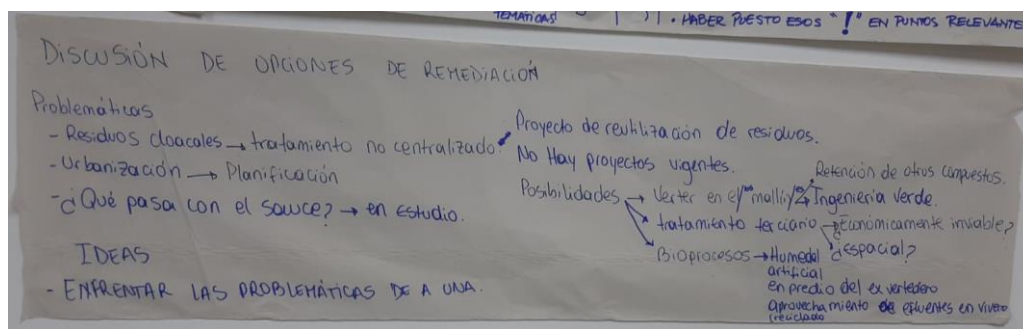 TEMÁTICAS
• HABER PUESTO ESOS "!" EN PUNTOS RELEVANTE
DISCUSIÓN DE OPCIONES DE REMEDIACIÓN
Problemáticas
- Residuos cloacales → tratamiento no centralizado.
- Urbanización → Planificación
- ¿Qué pasa con el sauce? → en estudio.
IDEAS
- ENFRENTAR LAS PROBLEMÁTICAS DE A UNA.
Proyecto de reutilización de residuos.
No Hay proyectos vigentes.
Retención de otros compuestos.
Posibilidades → Verter en el "mallín" → Ingeniería verde.
→ tratamiento terciario → ¿Económicamente inviable?
¿Espacial?
→ Bioprocesos → Humedal
artificial
en predio del ex vertedero
aprovechamiento de efluentes en vivero
(reciclado